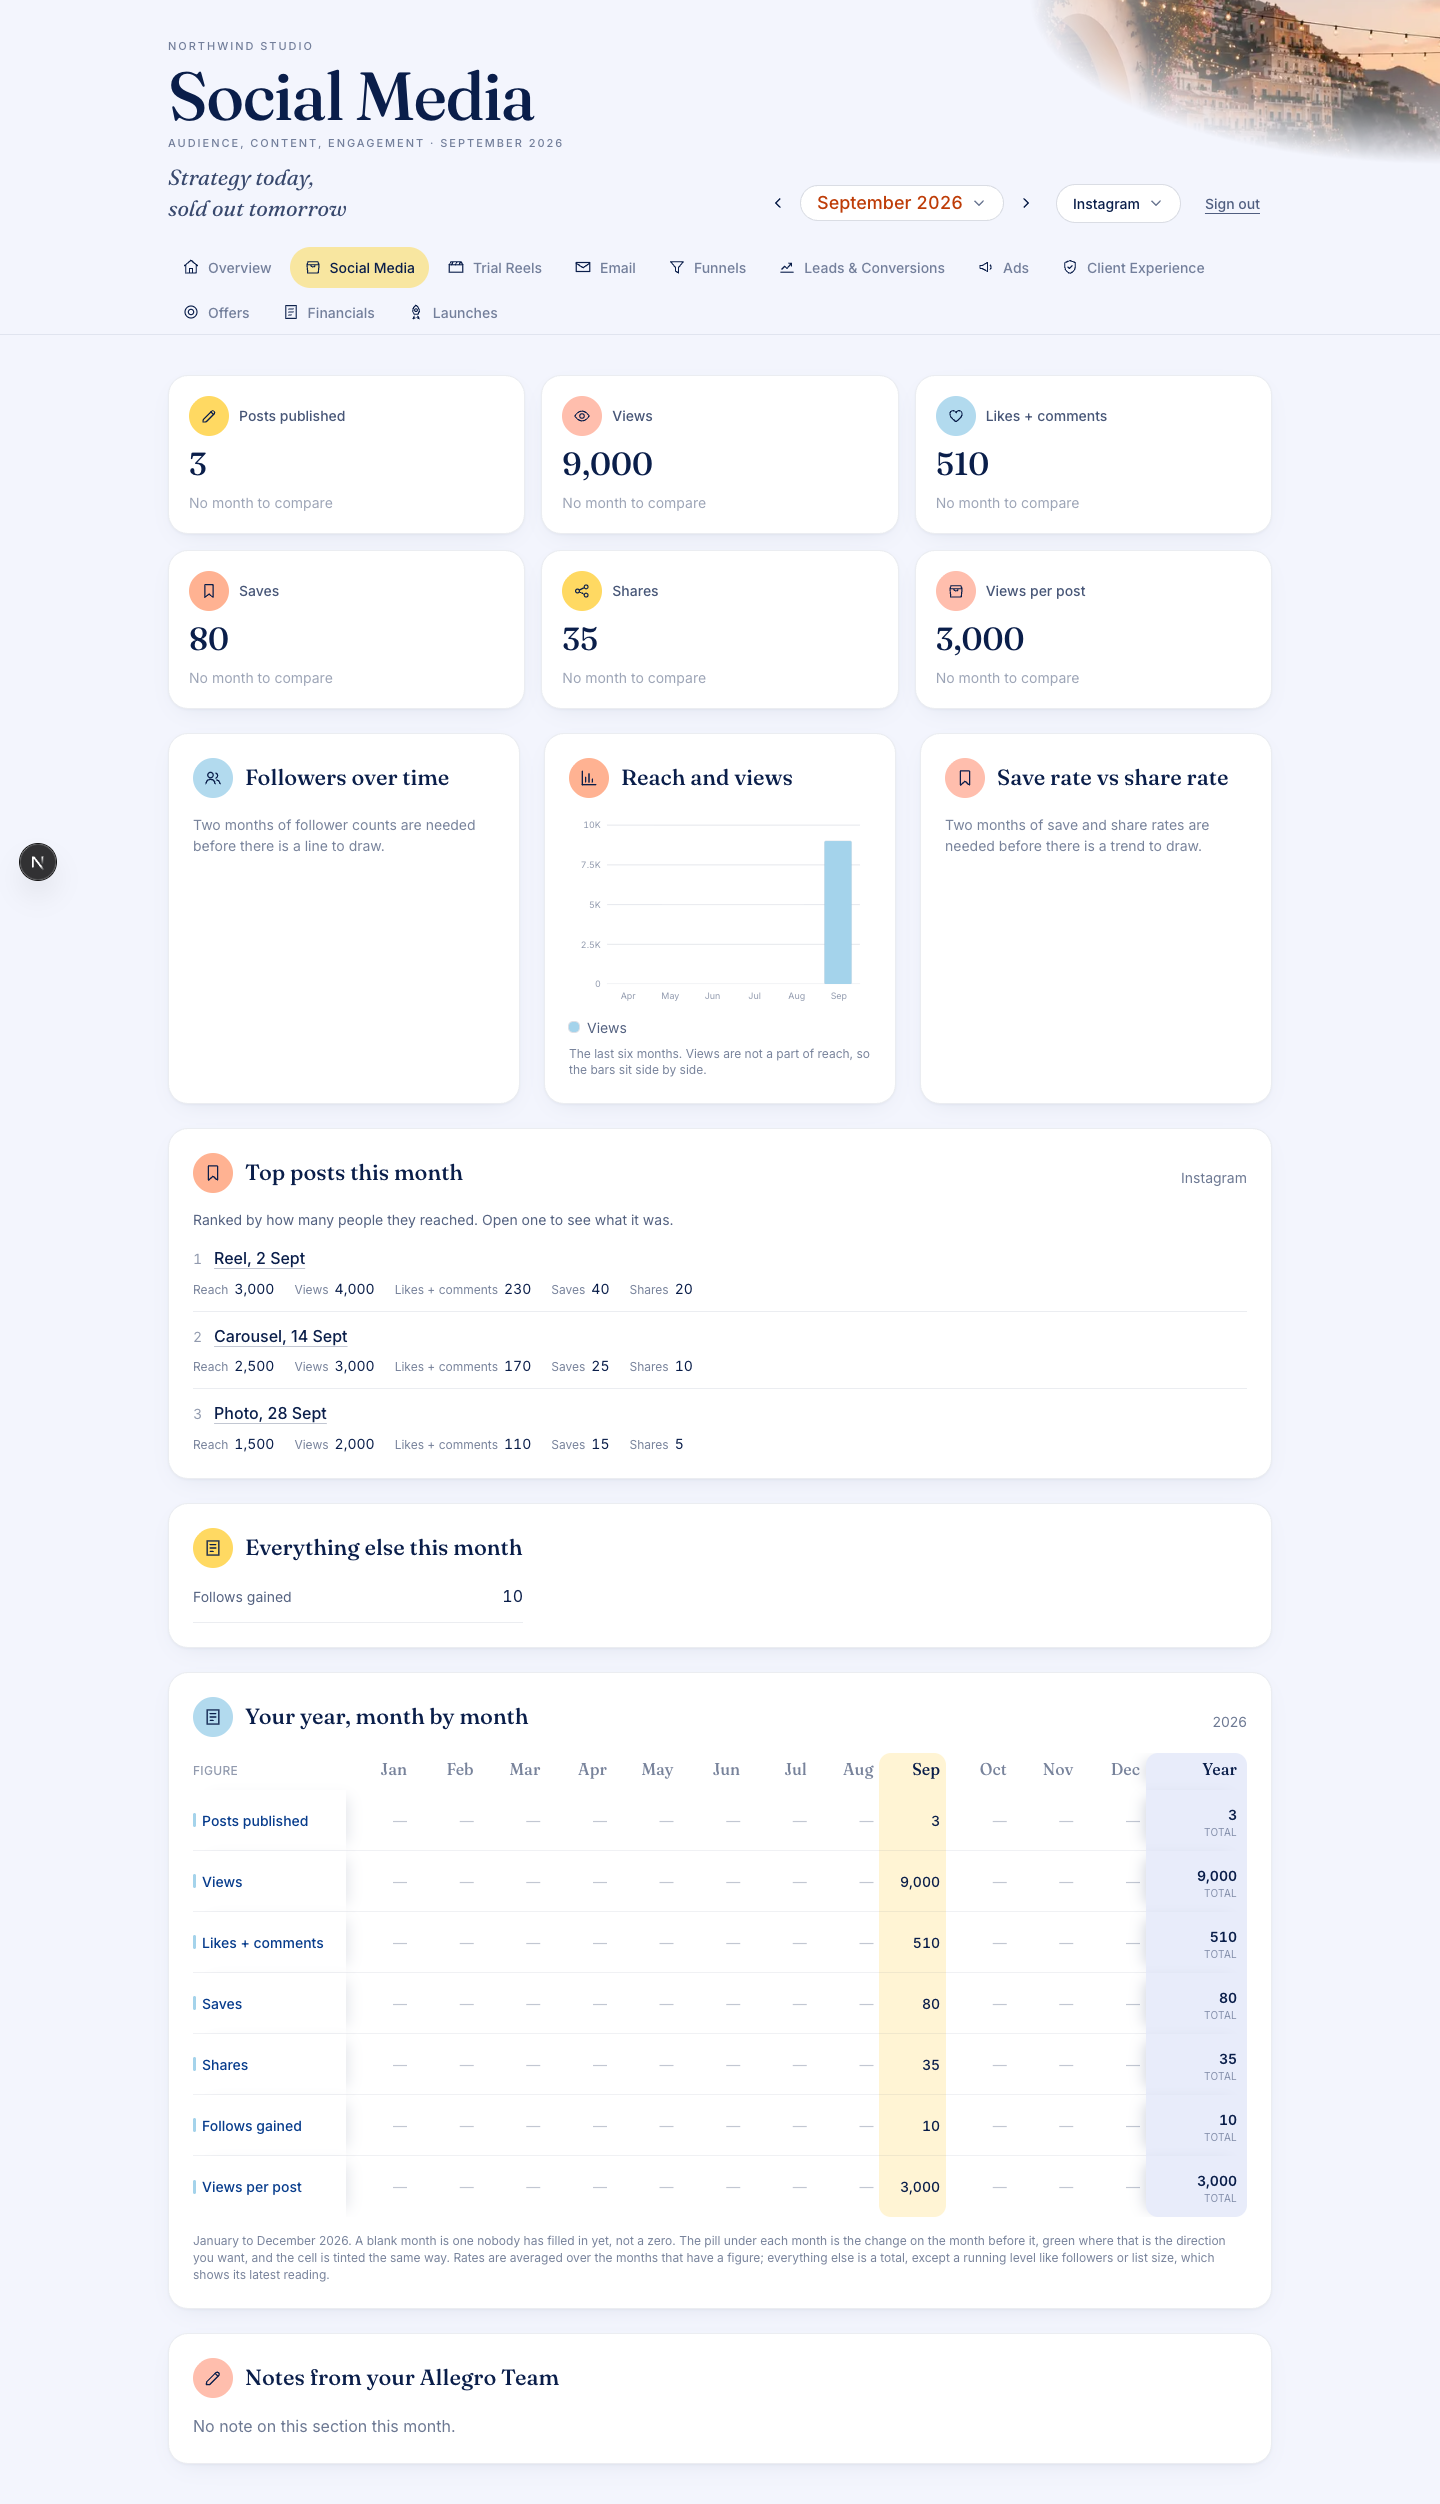 NORTHWIND STUDIO
Social Media
AUDIENCE, CONTENT, ENGAGEMENT · SEPTEMBER 2026
Strategy today,
sold out tomorrow
September 2026
Instagram
Sign out
Overview
Social Media
Trial Reels
Email
Funnels
Leads & Conversions
Ads
Client Experience
Offers
Financials
Launches
Posts published
3
No month to compare
Views
9,000
No month to compare
Likes + comments
510
No month to compare
Saves
80
No month to compare
Shares
35
No month to compare
Views per post
3,000
No month to compare
Followers over time
Two months of follower counts are needed
before there is a line to draw.
Reach and views
10K
7.5K
5K
2.5K
0
Apr May Jun Jul Aug Sep
Views
The last six months. Views are not a part of reach, so
the bars sit side by side.
Save rate vs share rate
Two months of save and share rates are
needed before there is a trend to draw.
N
Top posts this month
Instagram
Ranked by how many people they reached. Open one to see what it was.
1 Reel, 2 Sept
Reach 3,000 Views 4,000 Likes + comments 230 Saves 40 Shares 20
2 Carousel, 14 Sept
Reach 2,500 Views 3,000 Likes + comments 170 Saves 25 Shares 10
3 Photo, 28 Sept
Reach 1,500 Views 2,000 Likes + comments 110 Saves 15 Shares 5
Everything else this month
Follows gained 10
Your year, month by month
2026
FIGURE Jan Feb Mar Apr May Jun Jul Aug Sep Oct Nov Dec Year
Posts published — — — — — — — — 3 — — — 3
TOTAL
Views — — — — — — — — 9,000 — — — 9,000
TOTAL
Likes + comments — — — — — — — — 510 — — — 510
TOTAL
Saves — — — — — — — — 80 — — — 80
TOTAL
Shares — — — — — — — — 35 — — — 35
TOTAL
Follows gained — — — — — — — — 10 — — — 10
TOTAL
Views per post — — — — — — — — 3,000 — — — 3,000
TOTAL
January to December 2026. A blank month is one nobody has filled in yet, not a zero. The pill under each month is the change on the month before it, green where that is the direction
you want, and the cell is tinted the same way. Rates are averaged over the months that have a figure; everything else is a total, except a running level like followers or list size, which
shows its latest reading.
Notes from your Allegro Team
No note on this section this month.